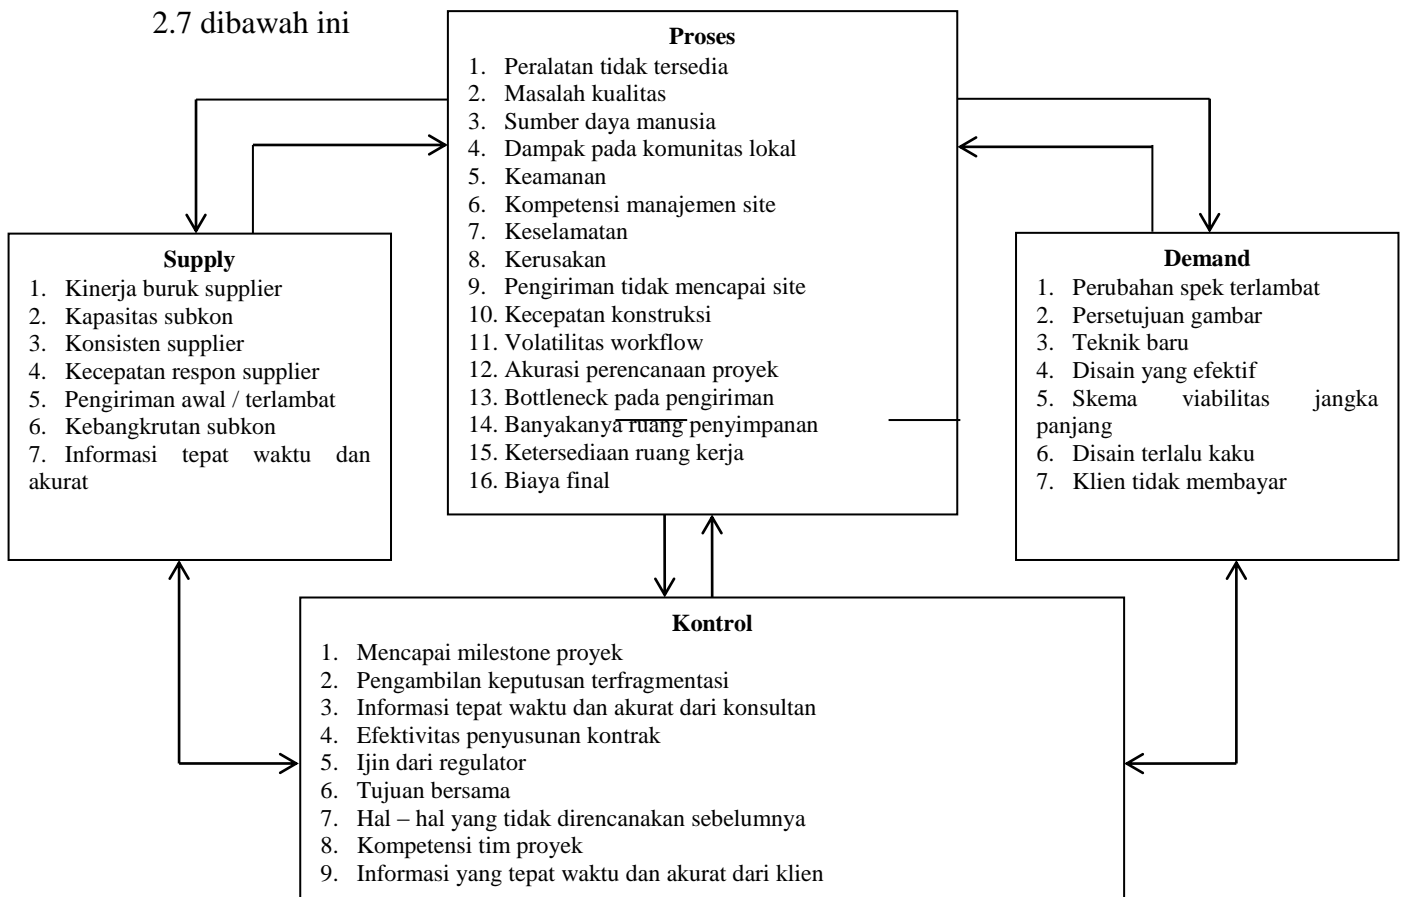 2.7 dibawah ini
Proses
1. Peralatan tidak tersedia
2. Masalah kualitas
3. Sumber daya manusia
4. Dampak pada komunitas lokal
5. Keamanan
6. Kompetensi manajemen site
7. Keselamatan
8. Kerusakan
9. Pengiriman tidak mencapai site
10. Kecepatan konstruksi
11. Volatilitas workflow
12. Akurasi perencanaan proyek
13. Bottleneck pada pengiriman
14. Banyakanya ruang penyimpanan
15. Ketersediaan ruang kerja
16. Biaya final
Supply
1. Kinerja buruk supplier
2. Kapasitas subkon
3. Konsisten supplier
4. Kecepatan respon supplier
5. Pengiriman awal / terlambat
6. Kebangkrutan subkon
7. Informasi tepat waktu dan
akurat
Demand
1. Perubahan spek terlambat
2. Persetujuan gambar
3. Teknik baru
4. Disain yang efektif
5. Skema viabilitas jangka
panjang
6. Disain terlalu kaku
7. Klien tidak membayar
Kontrol
1. Mencapai milestone proyek
2. Pengambilan keputusan terfragmentasi
3. Informasi tepat waktu dan akurat dari konsultan
4. Efektivitas penyusunan kontrak
5. Ijin dari regulator
6. Tujuan bersama
7. Hal – hal yang tidak direncanakan sebelumnya
8. Kompetensi tim proyek
9. Informasi yang tepat waktu dan akurat dari klien